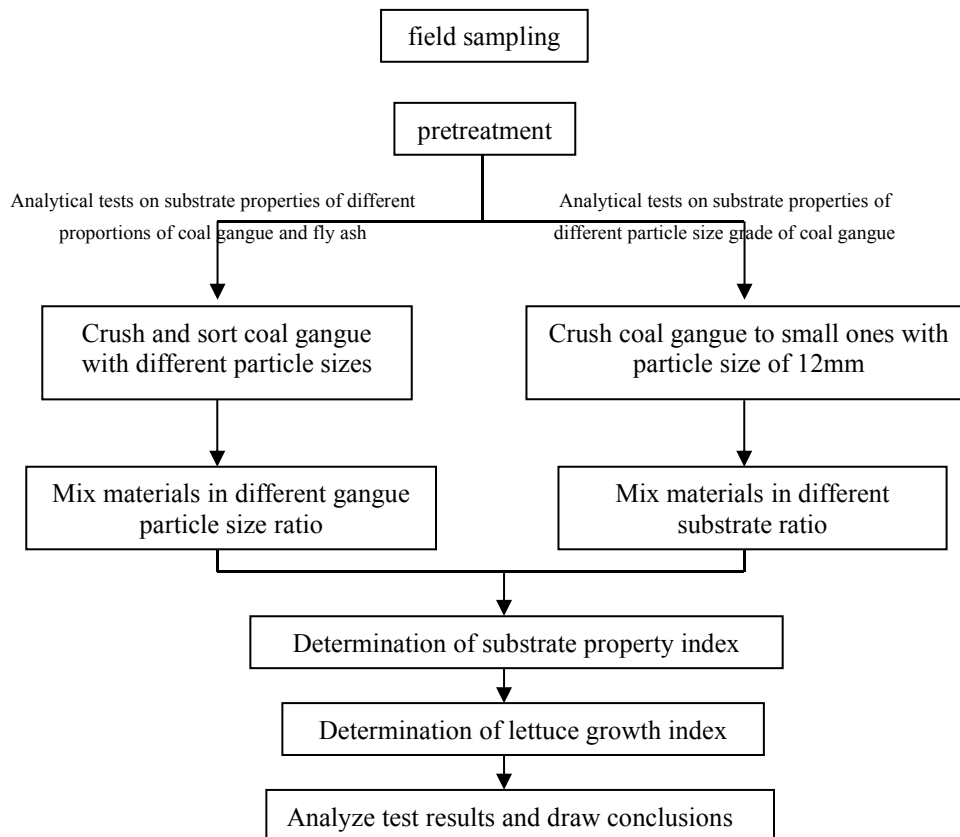 field sampling
pretreatment
Analytical tests on substrate properties of different
proportions of coal gangue and fly ash
Analytical tests on substrate properties of
different particle size grade of coal gangue
Crush and sort coal gangue
with different particle sizes
Crush coal gangue to small ones with
particle size of 12mm
Mix materials in different gangue
particle size ratio
Mix materials in different
substrate ratio
Determination of substrate property index
Determination of lettuce growth index
Analyze test results and draw conclusions